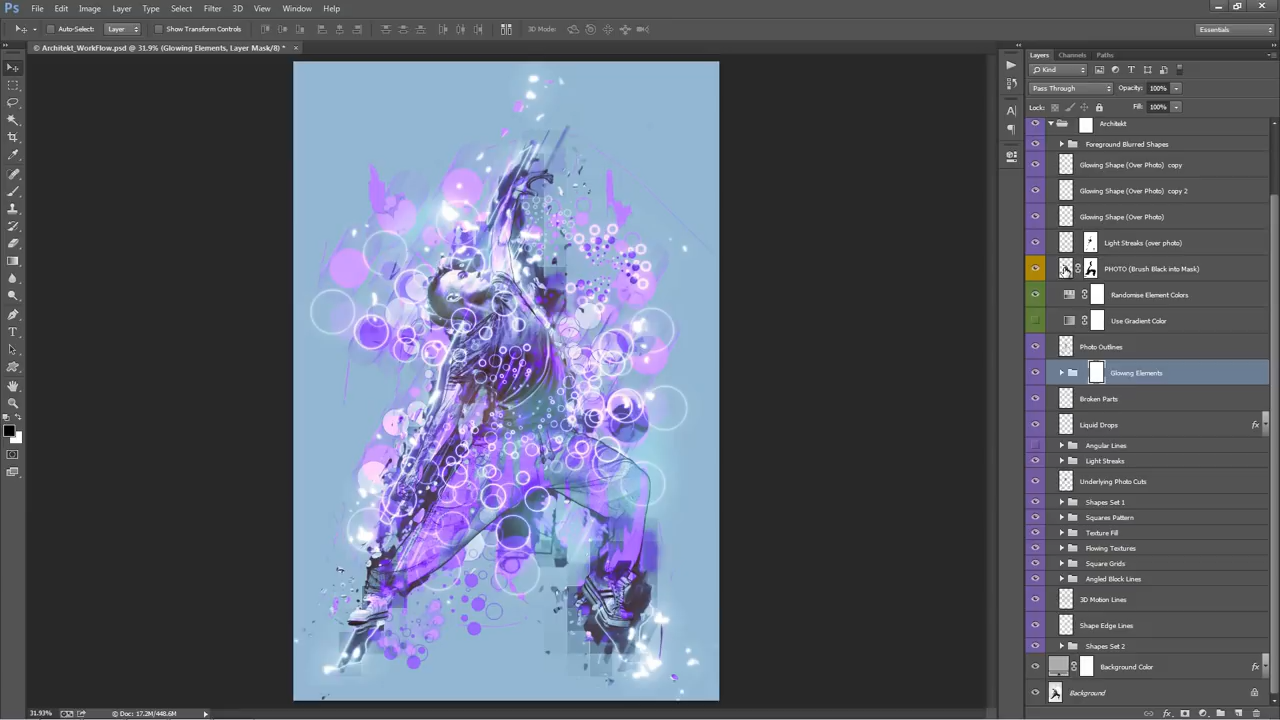 Ps File Edit Image Layer Type Select Filter 3D View Window Help
Auto-Select: Layer Show Transform Controls 3D Mode: Essentials
© Architekt_WorkFlow.psd @ 31.9% (Glowing Elements, Layer Mask/8) * ×
Layers Channels Paths
Kind
Pass Through Opacity: 100%
Lock: Fill: 100%
Architekt
Foreground Blurred Shapes
Glowing Shape (Over Photo) copy
Glowing Shape (Over Photo) copy 2
Glowing Shape (Over Photo)
Light Streaks (over photo)
PHOTO (Brush Black into Mask)
Randomise Element Colors
Use Gradient Color
Photo Outlines
Glowing Elements
Broken Parts
Liquid Drops fx
Angular Lines
Light Streaks
Underlying Photo Cuts
Shapes Set 1
Squares Pattern
Texture Fill
Flowing Textures
Square Grids
Angled Block Lines
3D Motion Lines
Shape Edge Lines
Shapes Set 2
Background Color fx
Background
31.93% © Doc: 17.2M/448.6M fx